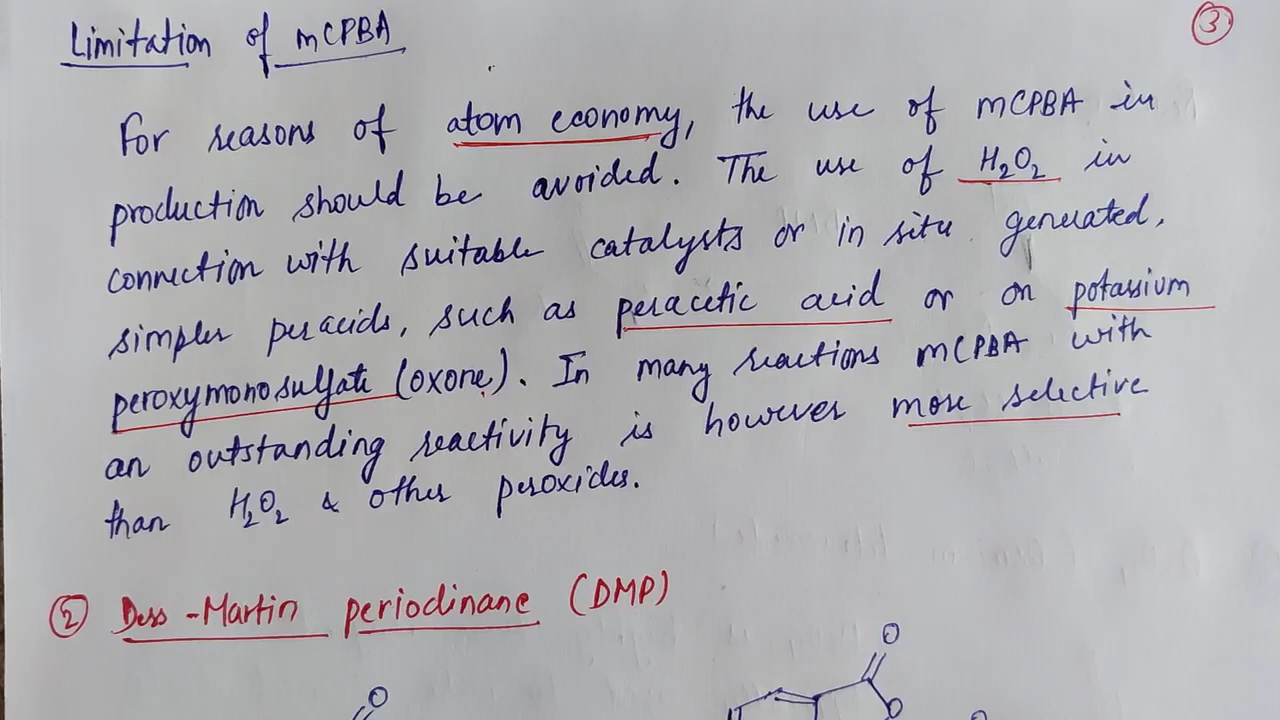 Limitation of mCPBA
3
For reasons of atom economy, the use of mCPBA in
production should be avoided. The use of H₂O₂ in
connection with suitable catalysts or in situ generated,
simpler peracids, such as peracetic acid or on potassium
peroxymonosulfate (oxone). In many reactions mCPBA with
an outstanding reactivity is however more selective
than H₂O₂ & other peroxides.
2 Dess-Martin periodinane (DMP)
O
O
O